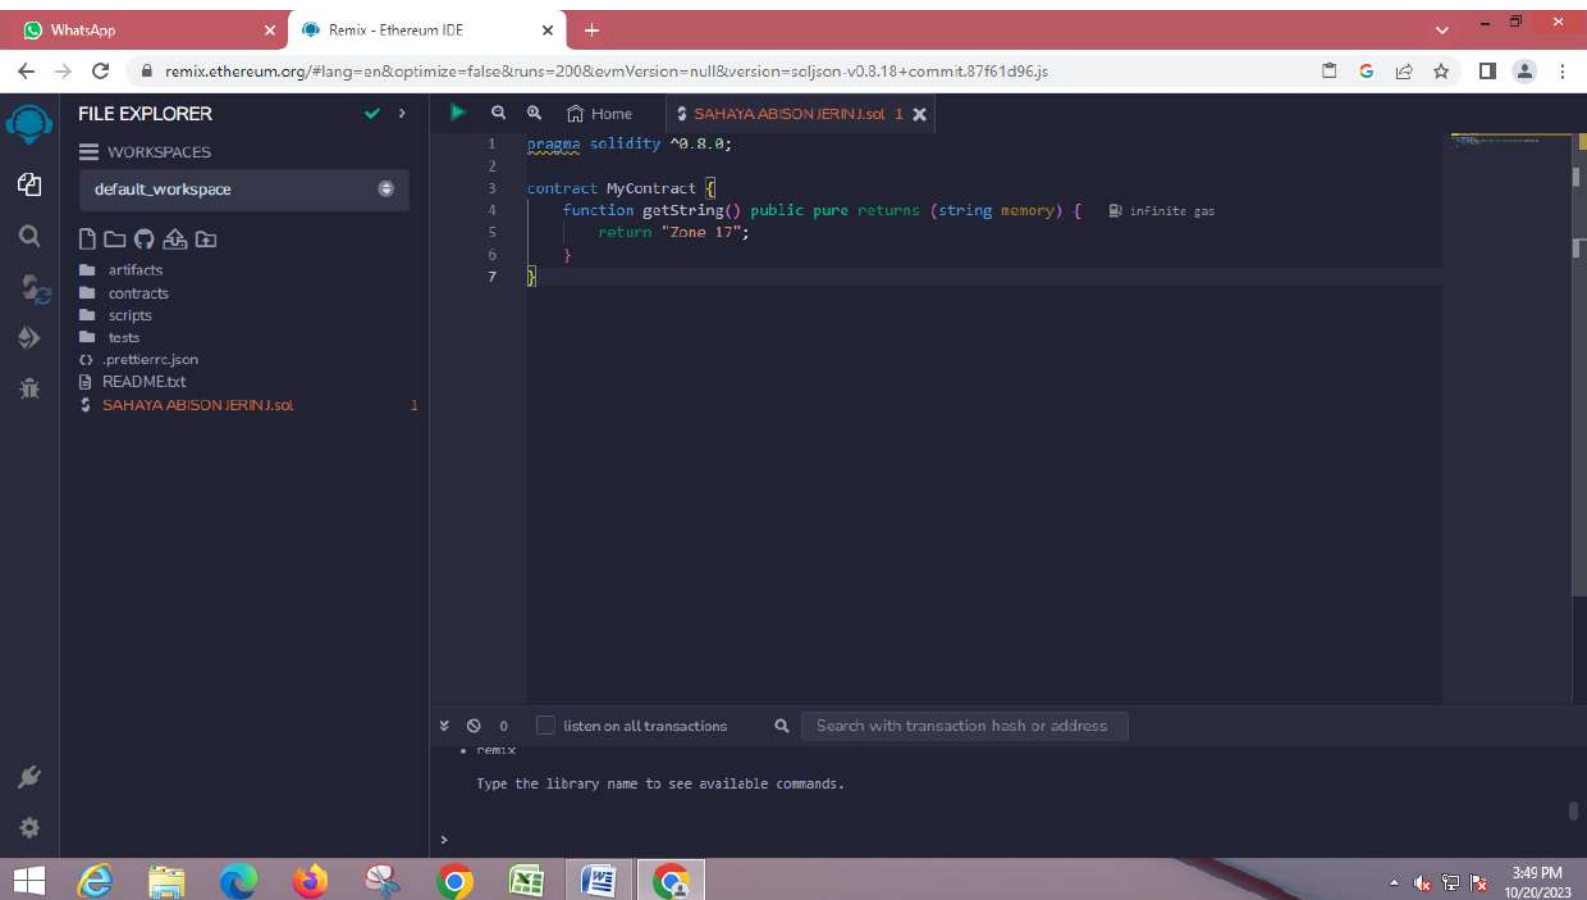 WhatsApp
Remix - Ethereum IDE
remix.ethereum.org/#lang=en&optimize=false&runs=200&evmVersion=null&version=soljson-v0.8.18+commit.87f61d96.js
FILE EXPLORER
WORKSPACES
default_workspace
artifacts
contracts
scripts
tests
.prettierrc.json
README.txt
SAHAYA ABISON JERIN J.sol 1
Home
SAHAYA ABISON JERIN J.sol 1
1 pragma solidity ^0.8.0;
2
3 contract MyContract {
4 function getString() public pure returns (string memory) { infinite gas
5 return "Zone 17";
6 }
7 }
0 listen on all transactions Search with transaction hash or address
• remix
Type the library name to see available commands.
>
3:49 PM
10/20/2023